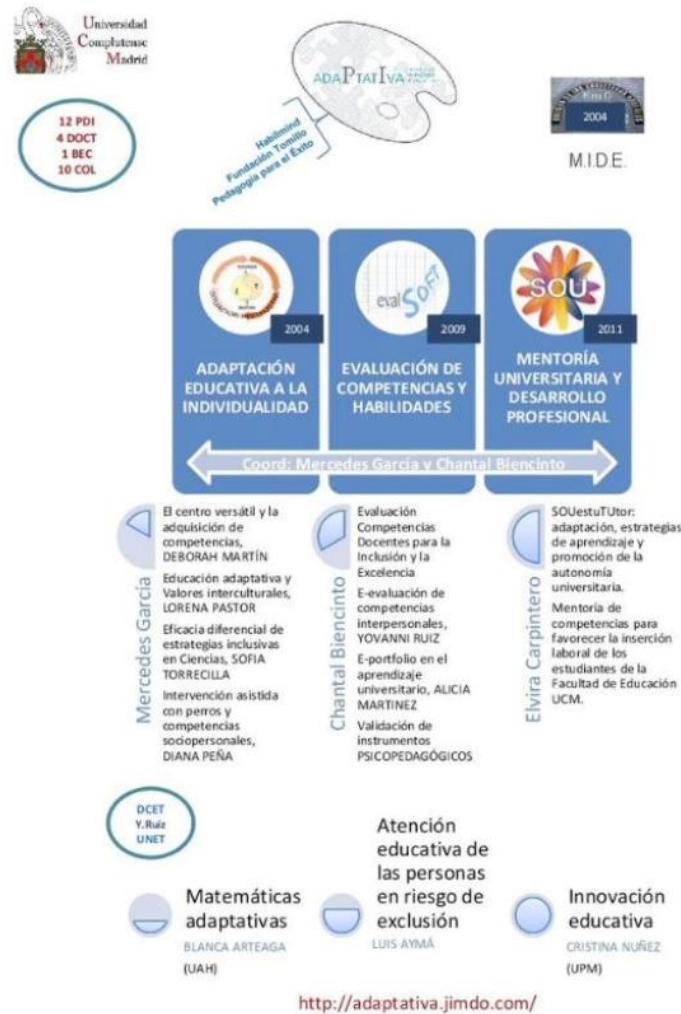 Universidad
Complutense
Madrid
ADAPTATIVA
12 PDI
4 DOCT
1 BEC
10 COL
Habilmind
Fundación Tomillo
Pedagogía para el Éxito
2004
M.I.D.E.
2004
ADAPTACIÓN
EDUCATIVA A LA
INDIVIDUALIDAD
evalSOFT
2009
EVALUACIÓN DE
COMPETENCIAS Y
HABILIDADES
SOU
2011
MENTORÍA
UNIVERSITARIA Y
DESARROLLO
PROFESIONAL
Coord: Mercedes García y Chantal Biencinto
Mercedes García
El centro versátil y la
adquisición de
competencias,
DEBORAH MARTÍN
Educación adaptativa y
Valores interculturales,
LORENA PASTOR
Eficacia diferencial de
estrategias inclusivas
en Ciencias, SOFIA
TORRECILLA
Intervención asistida
con perros y
competencias
sociopersonales,
DIANA PEÑA
Chantal Biencinto
Evaluación
Competencias
Docentes para la
Inclusión y la
Excelencia
E-evaluación de
competencias
interpersonales,
YOVANNI RUIZ
E-portfolio en el
aprendizaje
universitario, ALICIA
MARTINEZ
Validación de
instrumentos
PSICOPEDAGÓGICOS
Elvira Carpintero
SOUestuTUtor:
adaptación, estrategias
de aprendizaje y
promoción de la
autonomía
universitaria.
Mentoría de
competencias para
favorecer la inserción
laboral de los
estudiantes de la
Facultad de Educación
UCM.
DCET
Y. Ruiz
UNET
Matemáticas
adaptativas
BLANCA ARTEAGA
(UAH)
Atención
educativa de
las personas
en riesgo de
exclusión
LUIS AYMÁ
Innovación
educativa
CRISTINA NUÑEZ
(UPM)
http://adaptativa.jimdo.com/